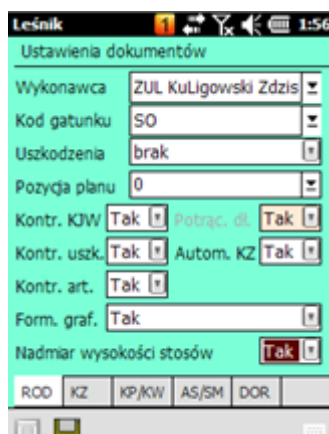 Leśnik 1 1:56
Ustawienia dokumentów
Wykonawca ZUL KuLigowski Zdzis
Kod gatunku SO
Uszkodzenia brak
Pozycja planu 0
Kontr. KJW Tak Potrąc. dł. Tak
Kontr. uszk. Tak Autom. KZ Tak
Kontr. art. Tak
Form. graf. Tak
Nadmiar wysokości stosów Tak
ROD KZ KP/KW AS/SM DOR